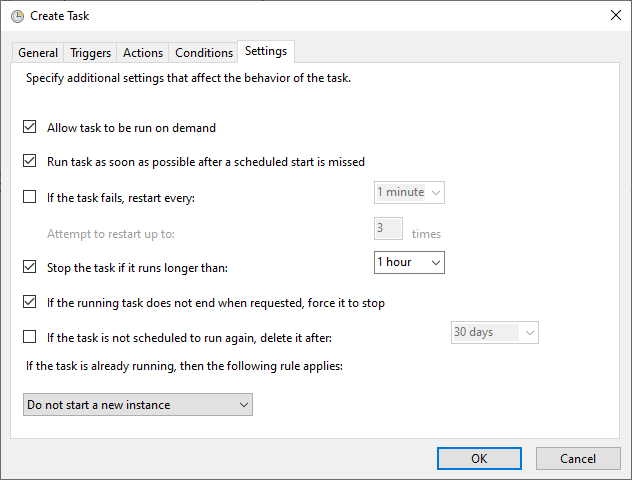 Create Task
General Triggers Actions Conditions Settings
Specify additional settings that affect the behavior of the task.
Allow task to be run on demand
Run task as soon as possible after a scheduled start is missed
If the task fails, restart every: 1 minute
Attempt to restart up to: 3 times
Stop the task if it runs longer than: 1 hour
If the running task does not end when requested, force it to stop
If the task is not scheduled to run again, delete it after: 30 days
If the task is already running, then the following rule applies:
Do not start a new instance
OK Cancel